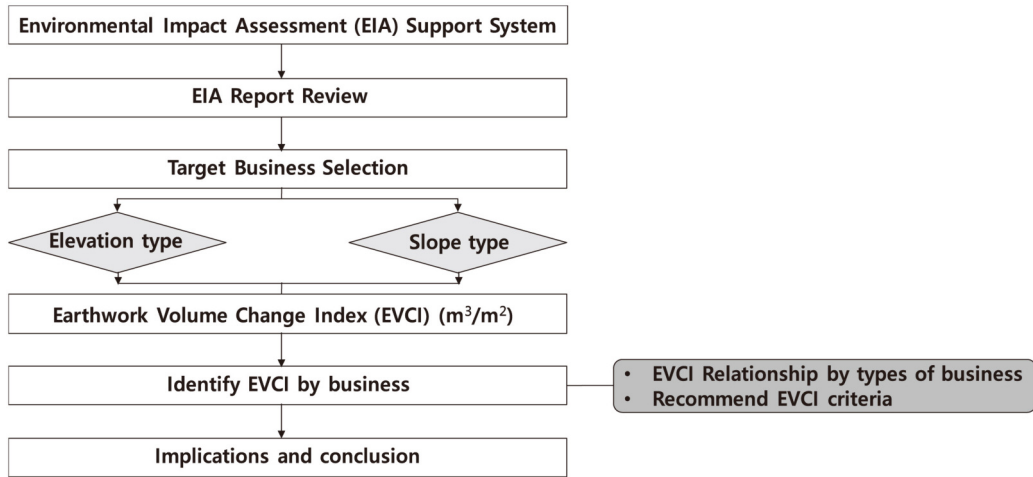 Environmental Impact Assessment (EIA) Support System
EIA Report Review
Target Business Selection
Elevation type
Slope type
Earthwork Volume Change Index (EVCI) (m³/m²)
Identify EVCI by business
• EVCI Relationship by types of business
• Recommend EVCI criteria
Implications and conclusion